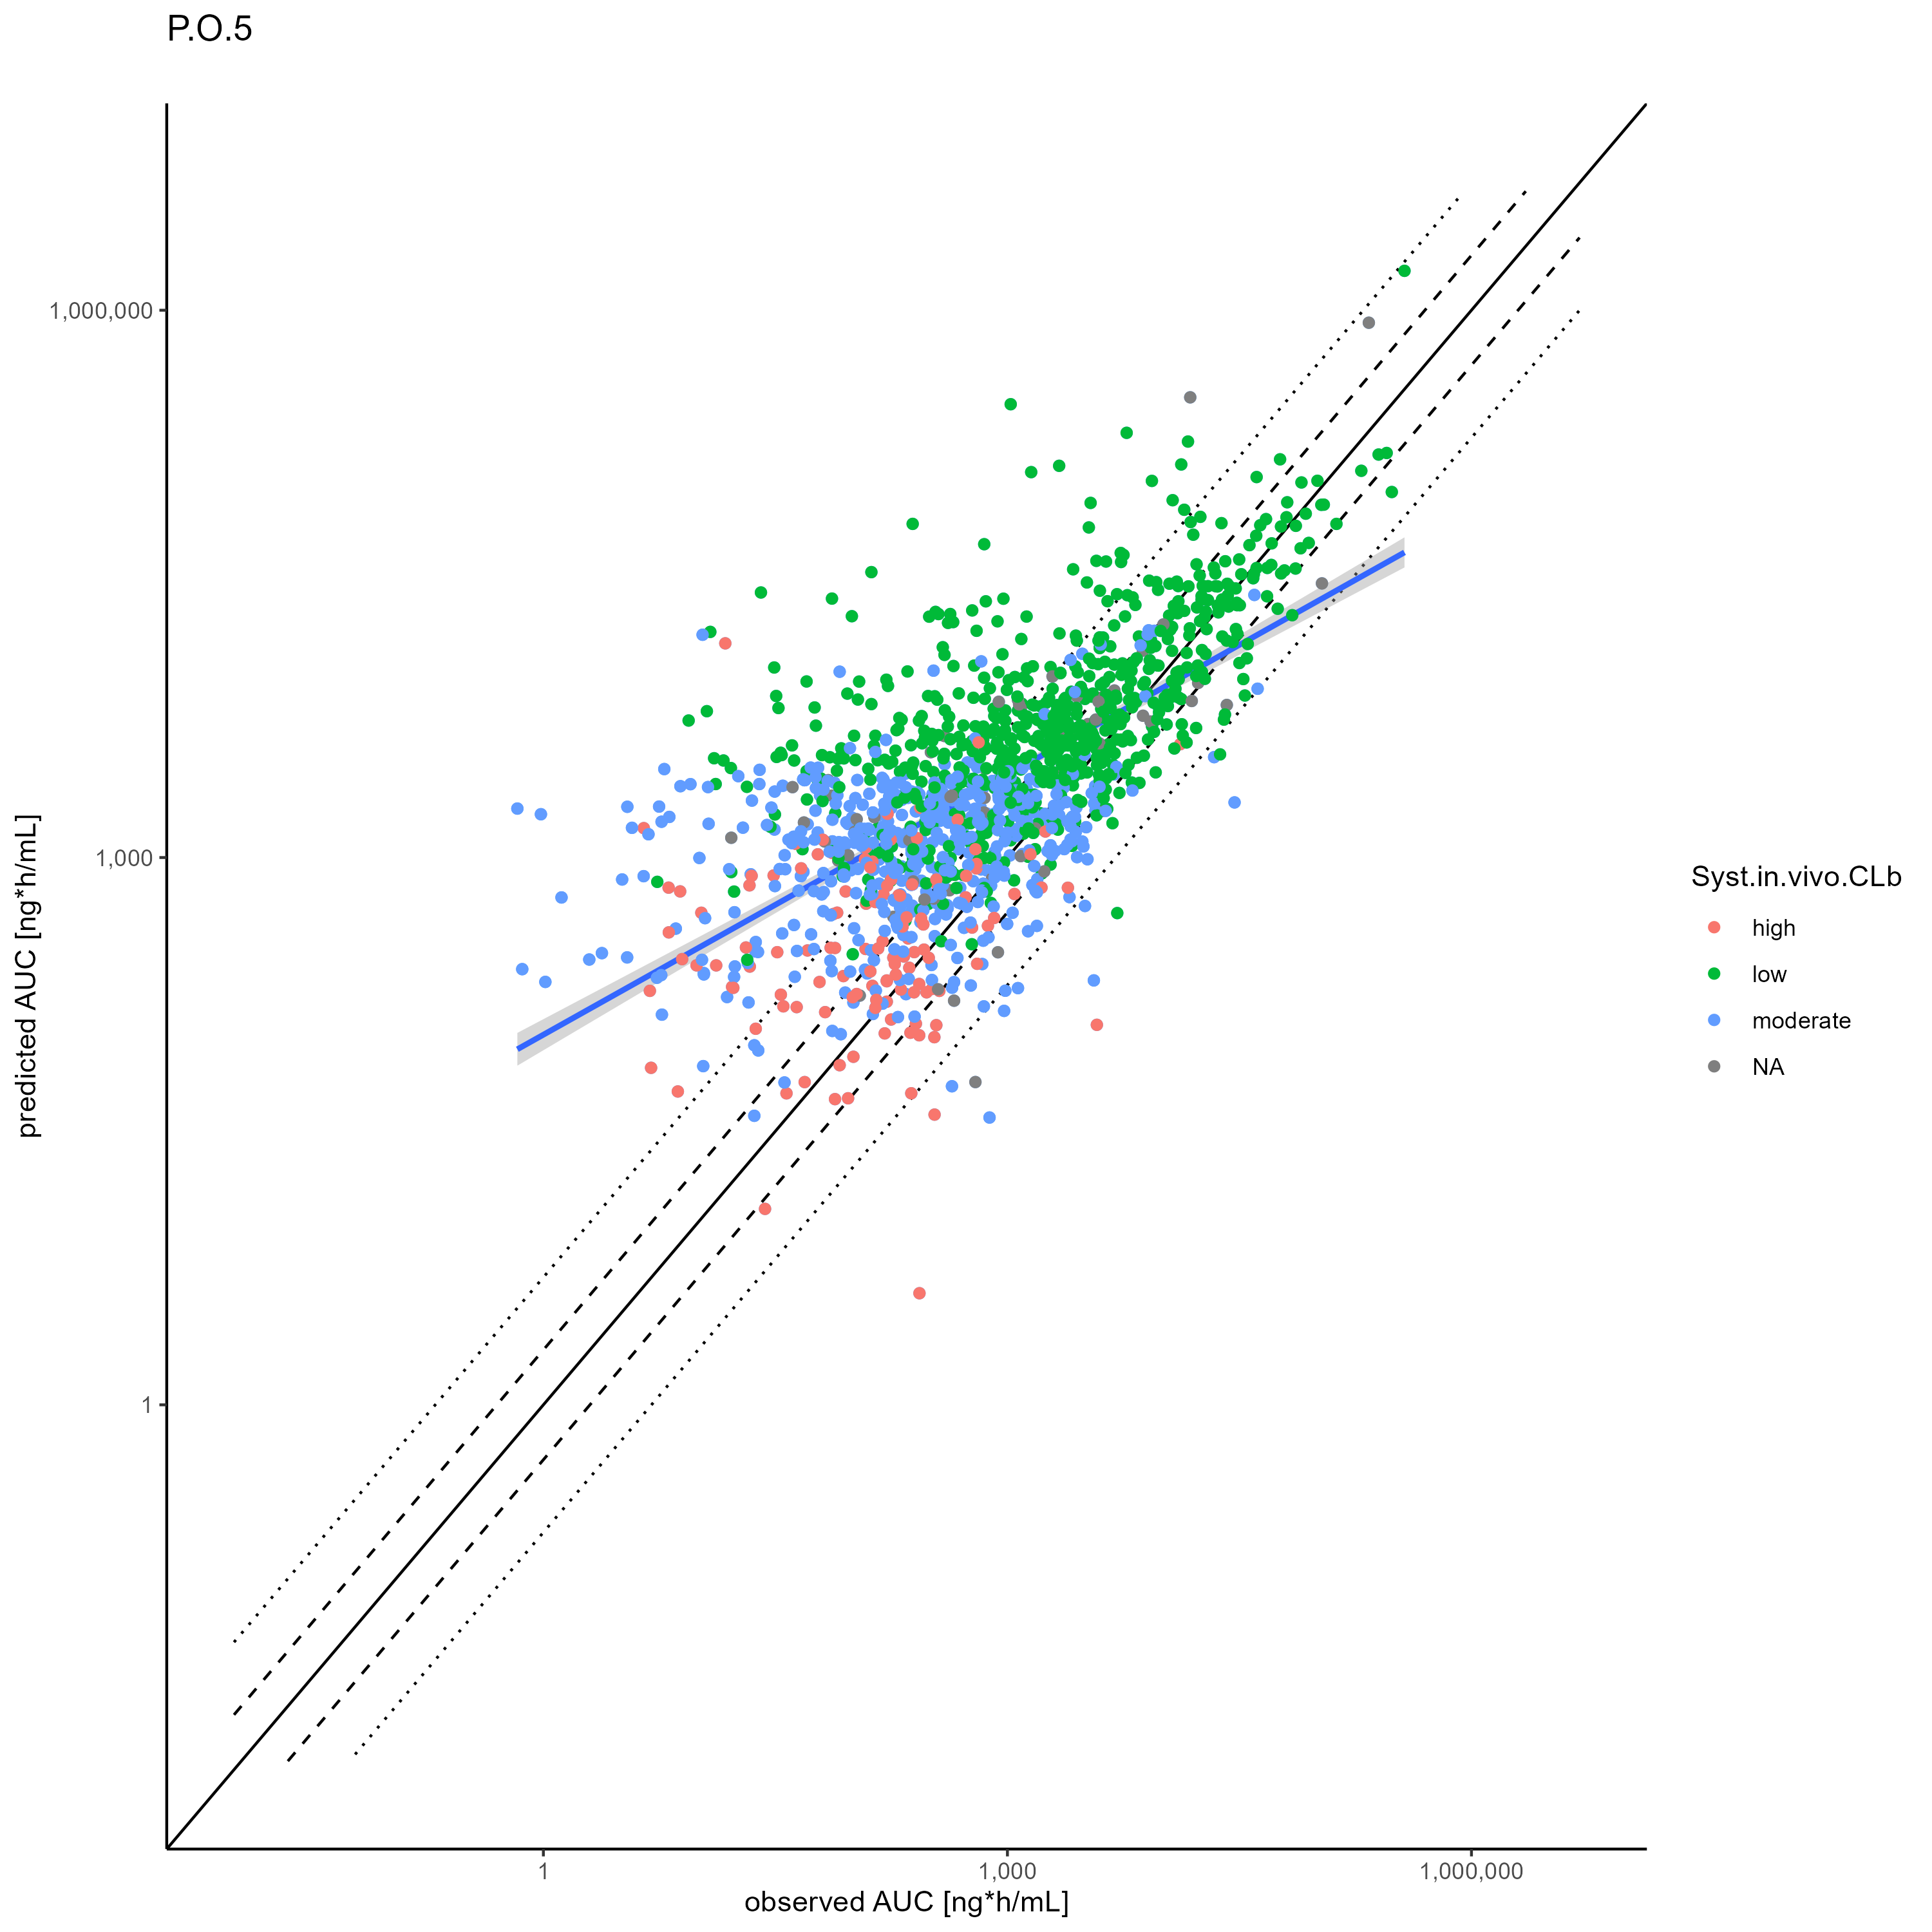 P.O.5
predicted AUC [ng*h/mL]
1,000,000
1,000
1
1
1,000
1,000,000
observed AUC [ng*h/mL]
Syst.in.vivo.CLb
high
low
moderate
NA